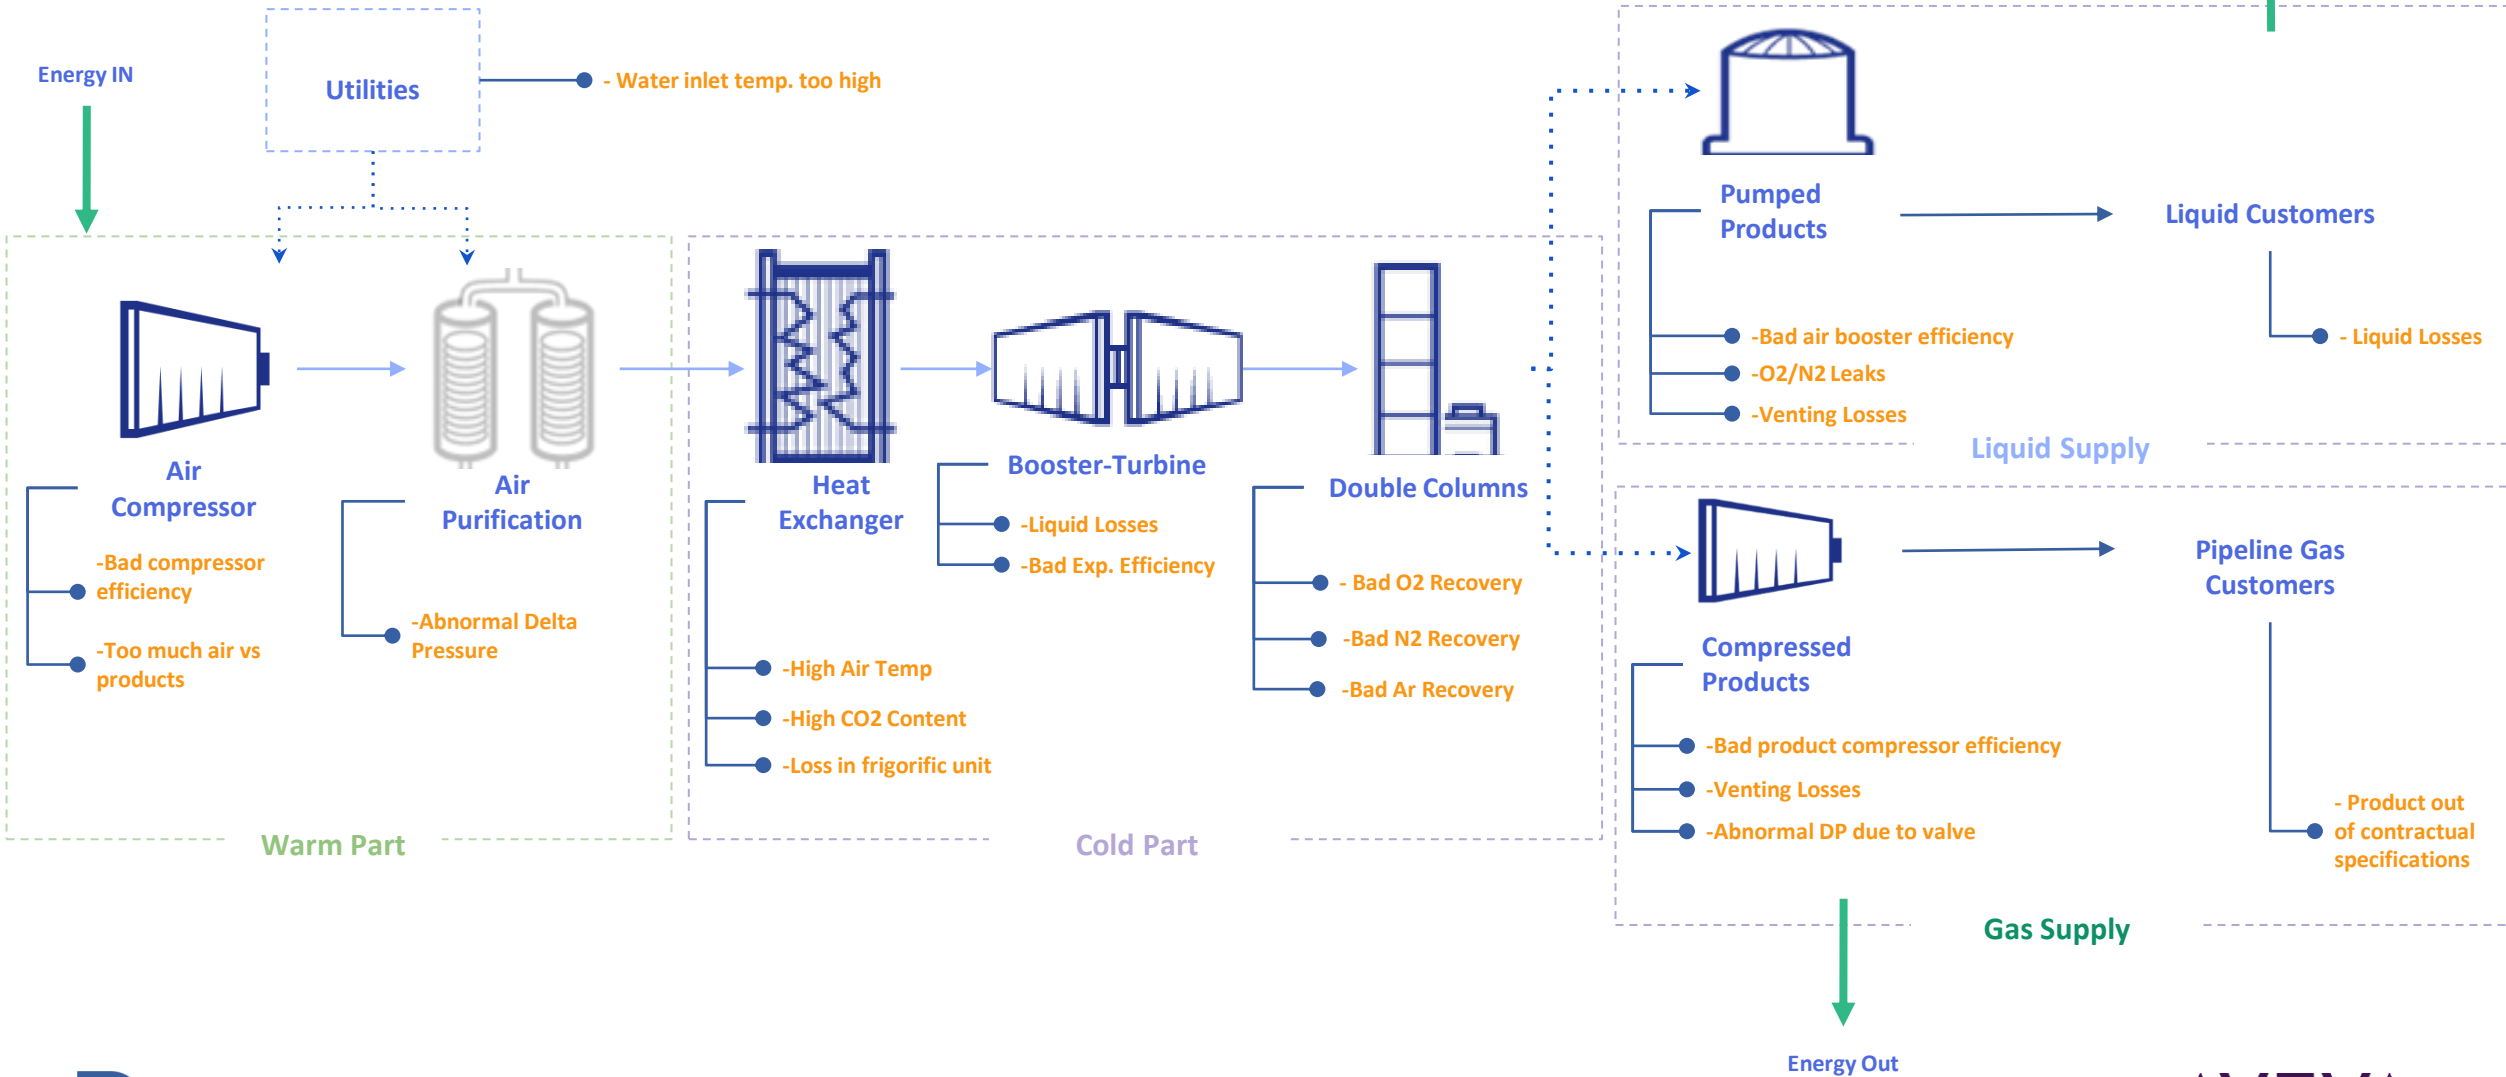 Energy IN
Utilities
- Water inlet temp. too high
Pumped
Products
Liquid Customers
-Bad air booster efficiency
-O2/N2 Leaks
-Venting Losses
- Liquid Losses
Liquid Supply
Air
Compressor
-Bad compressor
efficiency
-Too much air vs
products
Air
Purification
-Abnormal Delta
Pressure
Warm Part
Heat
Exchanger
-High Air Temp
-High CO2 Content
-Loss in frigorific unit
Booster-Turbine
-Liquid Losses
-Bad Exp. Efficiency
Double Columns
- Bad O2 Recovery
-Bad N2 Recovery
-Bad Ar Recovery
Cold Part
Compressed
Products
-Bad product compressor efficiency
-Venting Losses
-Abnormal DP due to valve
Pipeline Gas
Customers
- Product out
of contractual
specifications
Gas Supply
Energy Out